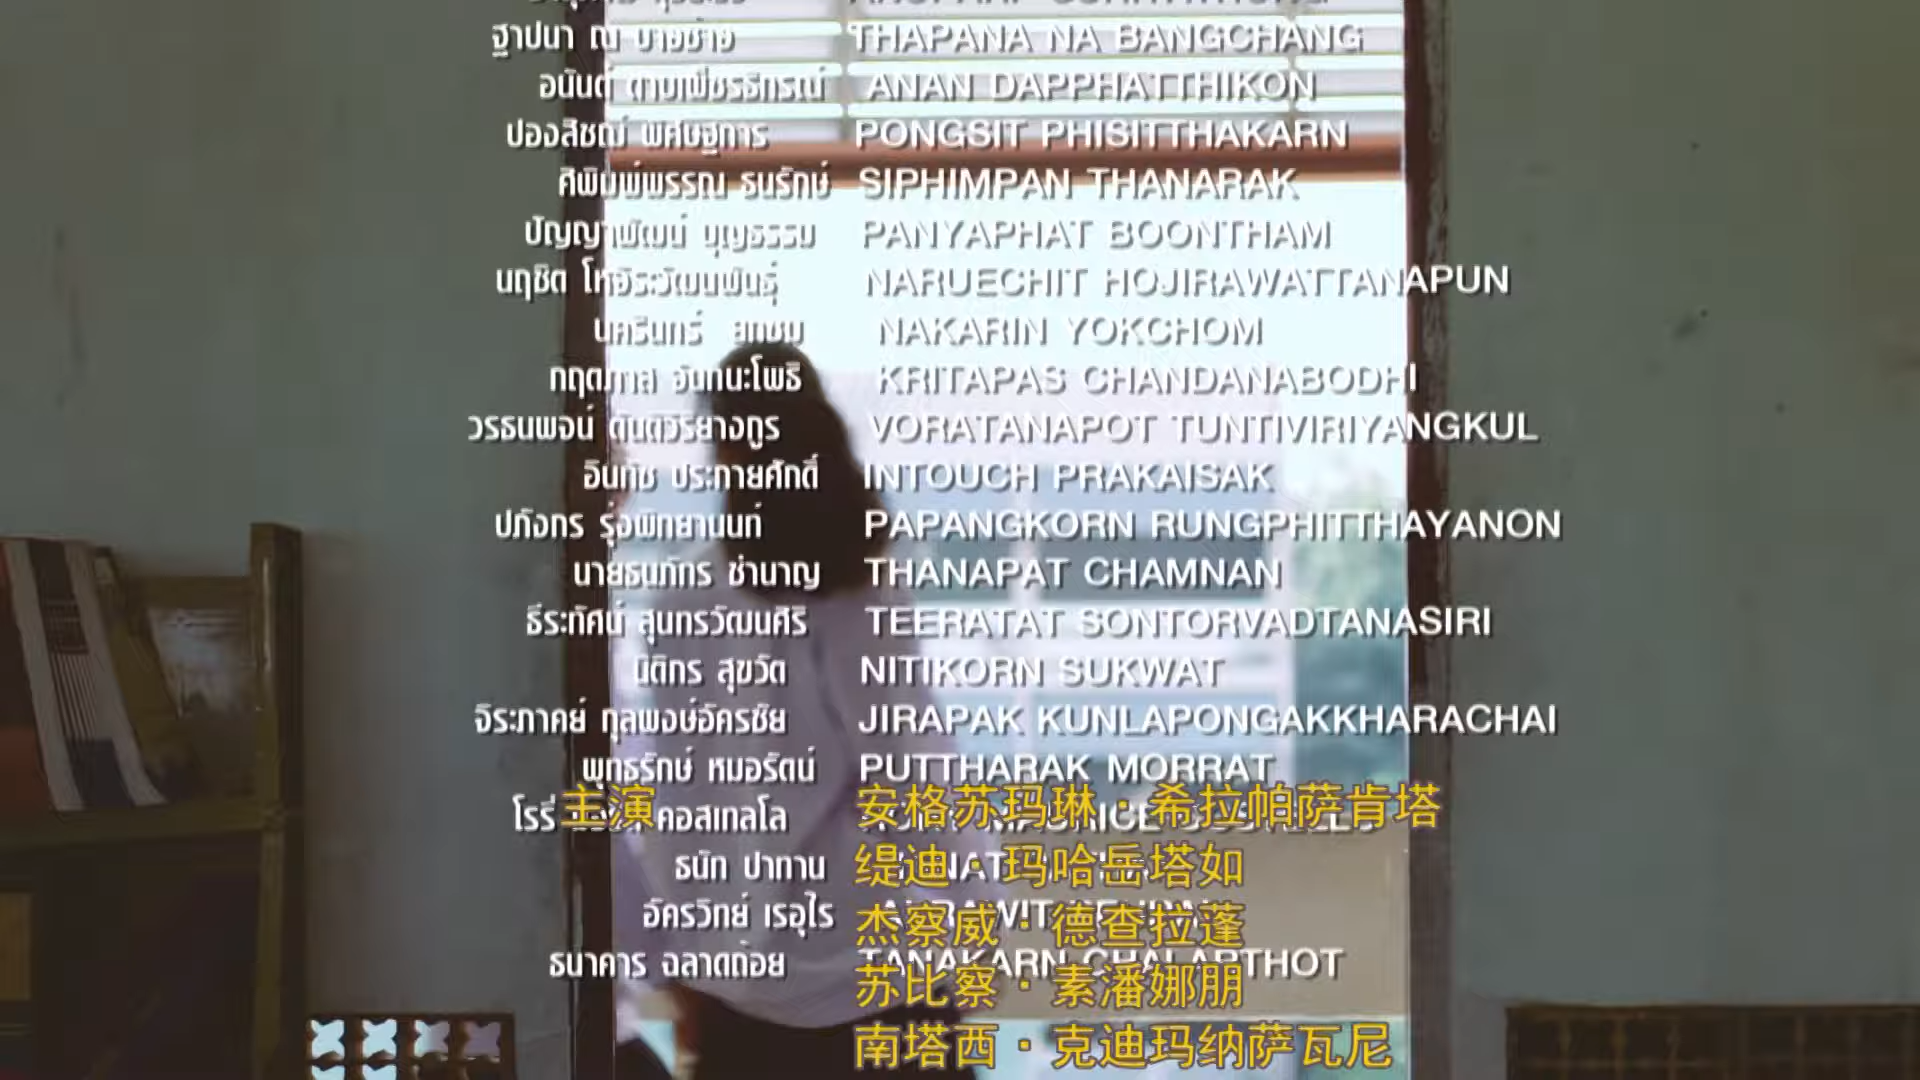 ฐาปนา ณ บางช้าง THAPANA NA BANGCHANG
อนันต์ ดาบเพ็ชรธิกรณ์ ANAN DAPPHATTHIKON
ปองสิชฌ์ พิศิษฐการ PONGSIT PHISITTHAKARN
ศิพิมพ์พรรณ ธนรักษ์ SIPHIMPAN THANARAK
ปัญญาพัฒน์ บุญธรรม PANYAPHAT BOONTHAM
นฤชิต โหจิระวัฒนพันธุ์ NARUECHIT HOJIRAWATTANAPUN
นครินทร์ ยกชม NAKARIN YOKCHOM
กฤตภาส จันทนะโพธิ KRITAPAS CHANDANABODHI
วรธนพจน์ ตันติวิริยางกูร VORATANAPOT TUNTIVIRIYANGKUL
อินทัช ประกายศักดิ์ INTOUCH PRAKAISAK
ปภังกร รุ่งพิทยานนท์ PAPANGKORN RUNGPHITTHAYANON
นายธนภัทร ชำนาญ THANAPAT CHAMNAN
ธีระทัศน์ สุนทรวัฒนศิริ TEERATAT SONTORVADTANASIRI
นิติกร สุขวัด NITIKORN SUKWAT
จิระภาคย์ กุลพงษ์อัครชัย JIRAPAK KUNLAPONGAKKHARACHAI
พุทธรักษ์ หมอรัตน์ PUTTHARAK MORRAT
โรรี่ คอสเทลโล
主演 安格苏玛琳·希拉帕萨肯塔
ธนัท ปาทาน
缇迪·玛哈岳塔如
อัครวิทย์ เรอุไร
杰察威·德查拉蓬
ธนาคาร ฉลาดถ้อย TANAKARN CHALARTHOT
苏比察·素潘娜朋
南塔西·克迪玛纳萨瓦尼